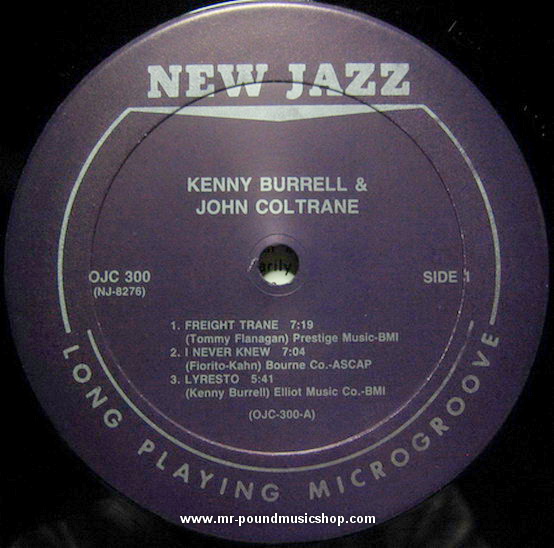 NEW JAZZ
KENNY BURRELL &
JOHN COLTRANE
OJC 300
(NJ-8276)
arily
SIDE 1
1. FREIGHT TRANE 7:19
(Tommy Flanagan) Prestige Music-BMI
2. I NEVER KNEW 7:04
(Fiorito-Kahn) Bourne Co.-ASCAP
3. LYRESTO 5:41
(Kenny Burrell) Elliot Music Co.-BMI
(OJC-300-A)
LONG PLAYING MICROGROOVE
www.mr-poundmusicshop.com